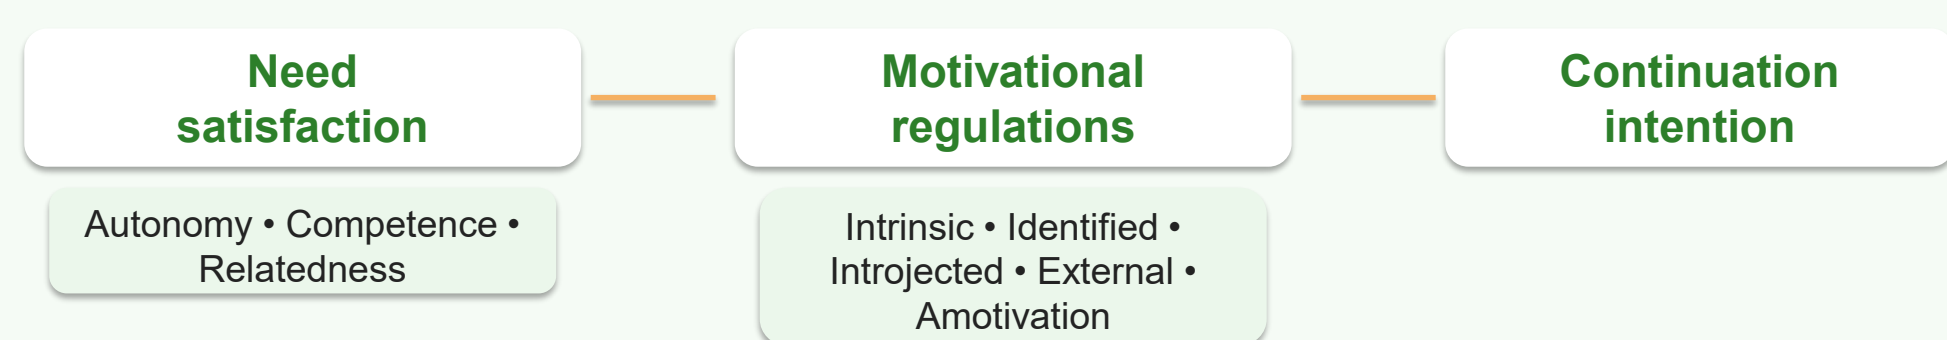 Need
satisfaction
Motivational
regulations
Continuation
intention
Autonomy • Competence •
Relatedness
Intrinsic • Identified •
Introjected • External •
Amotivation